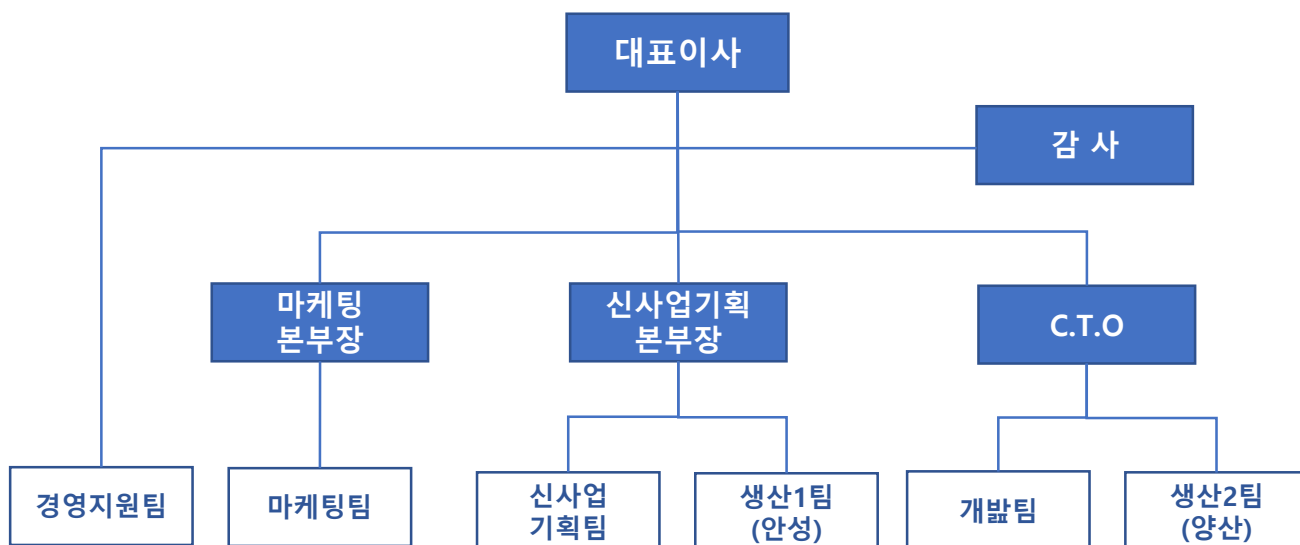 대표이사
감 사
마케팅
본부장
신사업기획
본부장
C.T.O
경영지원팀
마케팅팀
신사업
기획팀
생산1팀
(안성)
개밢팀
생산2팀
(양산)